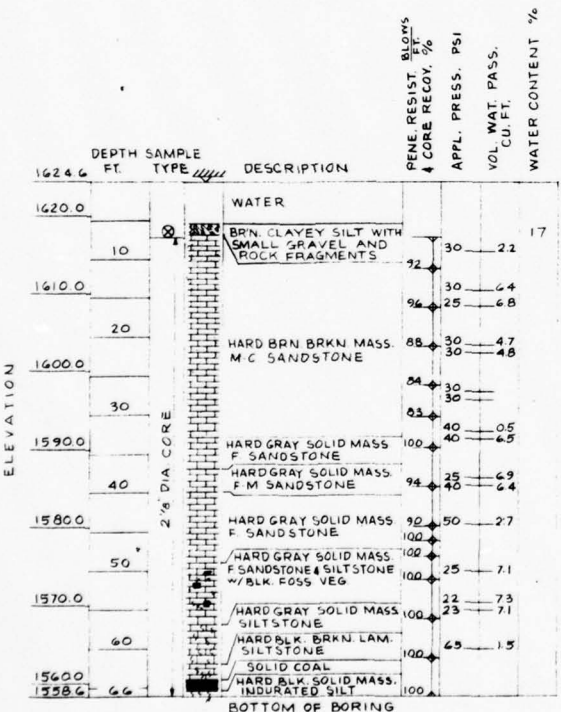 PENE. RESIST. BLOWS FT.
& CORE RECOV. %
APPL. PRESS. PSI
VOL. WAT. PASS.
CU. FT.
WATER CONTENT %
DEPTH SAMPLE
FT. TYPE DESCRIPTION
1624.6
WATER
1620.0
BR'N. CLAYEY SILT WITH
SMALL GRAVEL AND
ROCK FRAGMENTS
17
10
30 2.2
92
1610.0
30 6.4
96 25 6.8
20
HARD BRN. BRKN. MASS.
M-C SANDSTONE
88 30 4.7
30 4.8
1600.0
84 30
30
30
83
40 0.5
1590.0
HARD GRAY SOLID MASS
F. SANDSTONE
100 40 6.5
HARD GRAY SOLID MASS
F-M SANDSTONE
40
94 25 6.9
40 6.4
1580.0
HARD GRAY SOLID MASS
F. SANDSTONE
90 50 2.7
100
50
HARD GRAY SOLID MASS
F. SANDSTONE & SILTSTONE
W/BLK. FOSS VEG.
100
100 25 7.1
1570.0
22 7.3
23 7.1
HARD GRAY SOLID MASS
SILTSTONE
100
60
HARD BLK. BRKN. LAM.
SILTSTONE
65 1.5
100
1560.0
SOLID COAL
1558.6 66
HARD BLK. SOLID MASS.
INDURATED SILT
100
BOTTOM OF BORING
ELEVATION
2 1/8" DIA CORE